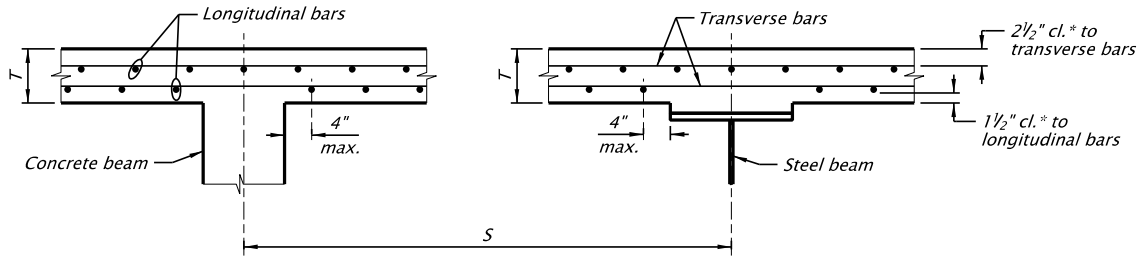 Longitudinal bars
Transverse bars
2½" cl.* to
transverse bars
T
T
4"
max.
4"
max.
1½" cl.* to
longitudinal bars
Concrete beam
Steel beam
S